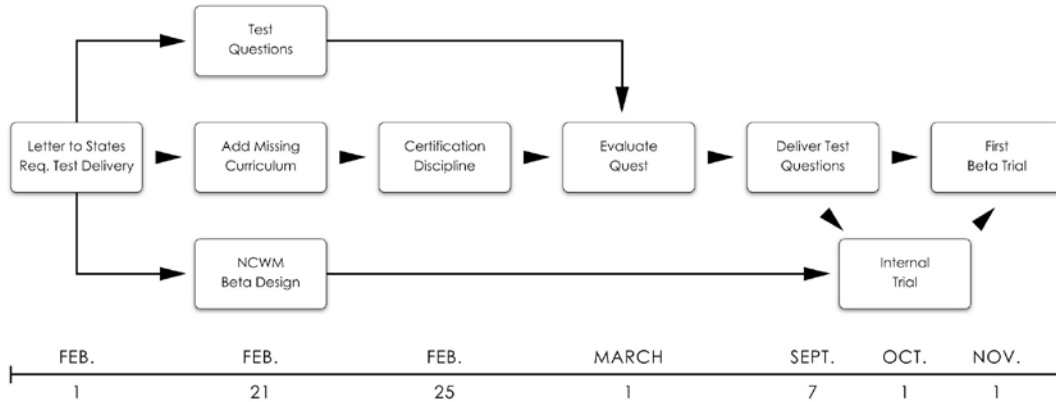 Test
Questions
Letter to States
Req. Test Delivery
Add Missing
Curriculum
Certification
Discipline
Evaluate
Quest
Deliver Test
Questions
First
Beta Trial
NCWM
Beta Design
Internal
Trial
FEB. FEB. FEB. MARCH SEPT. OCT. NOV.
1 21 25 1 7 1 1